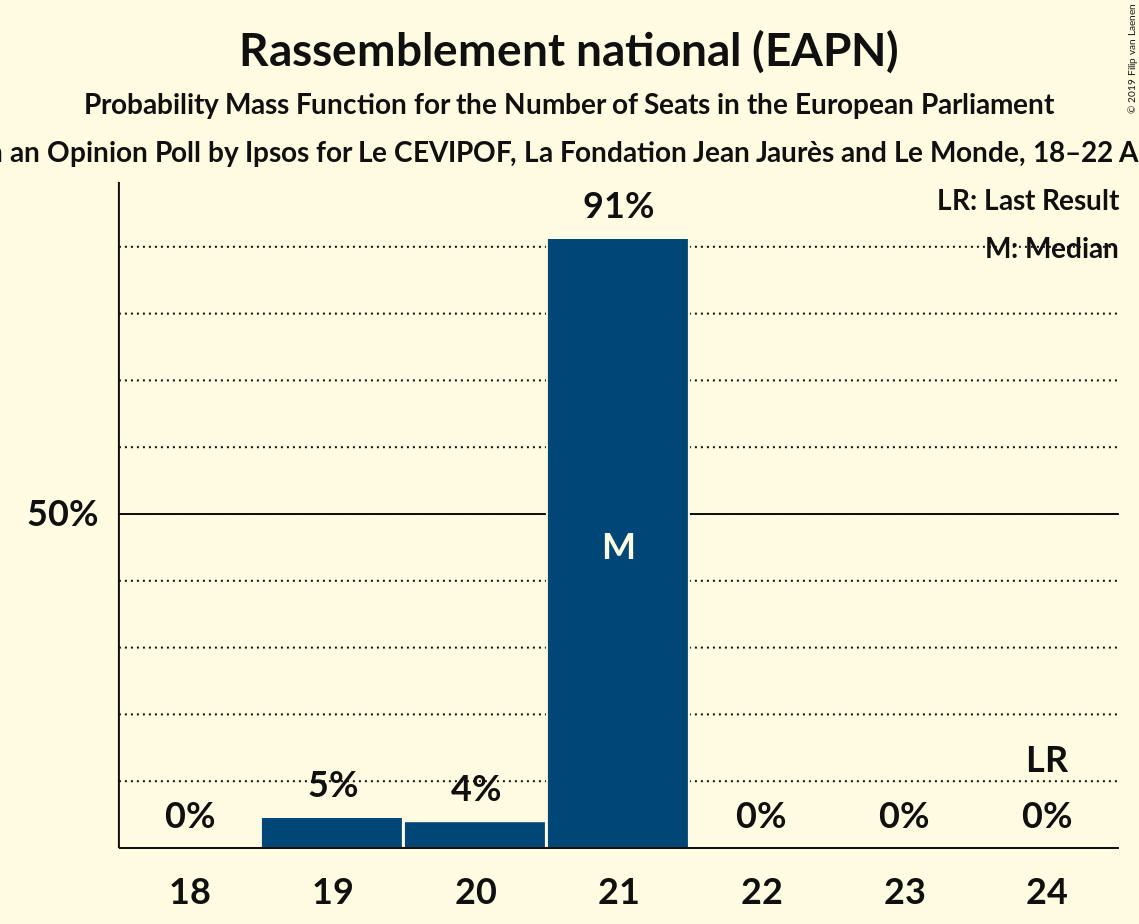 Rassemblement national (EAPN)
Probability Mass Function for the Number of Seats in the European Parliament
an Opinion Poll by Ipsos for Le CEVIPOF, La Fondation Jean Jaurès and Le Monde, 18–22 A
© 2019 Filip van Laenen
LR: Last Result
M: Median
91%
50%
M
LR
5%
4%
0%
0%
0%
0%
18
19
20
21
22
23
24